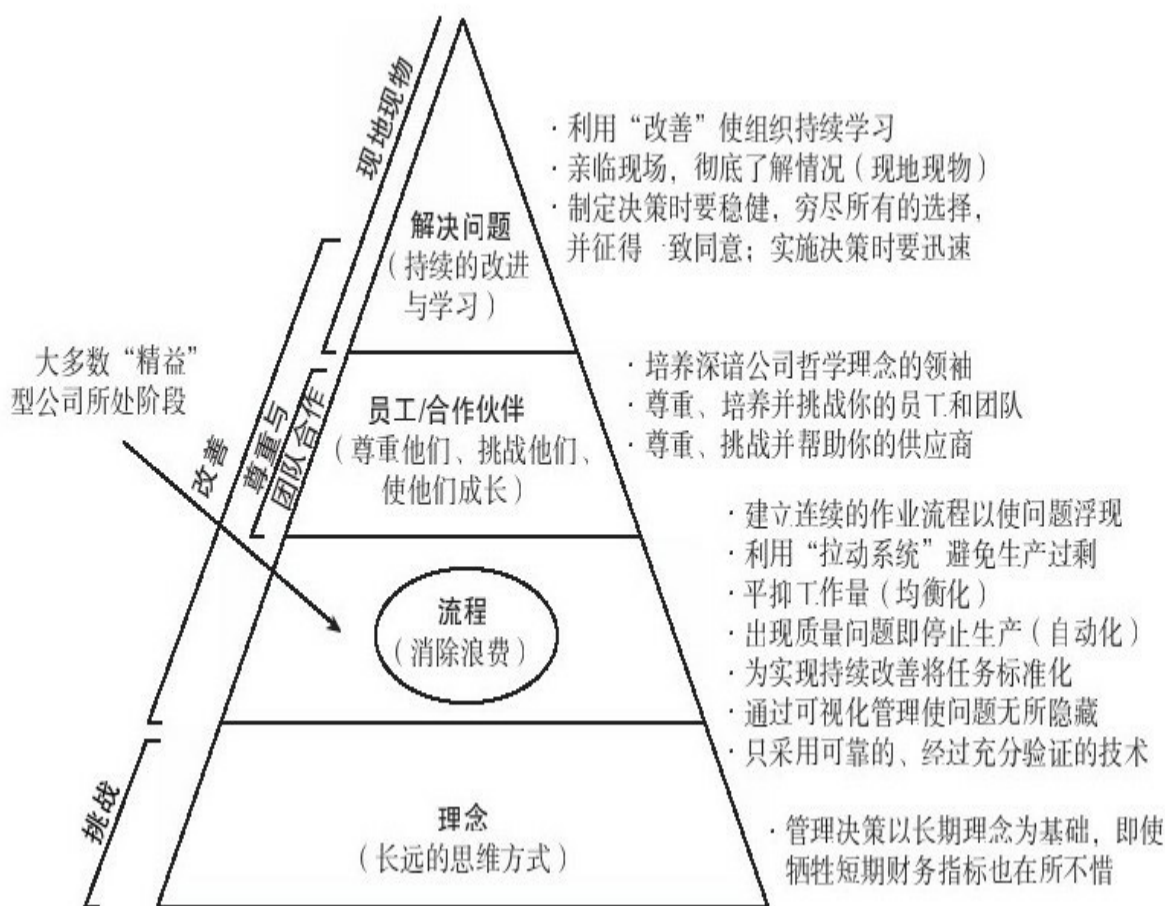 现地现物
· 利用“改善”使组织持续学习
· 亲临现场，彻底了解情况（现地现物）
· 制定决策时要稳健，穷尽所有的选择，
并征得一致同意；实施决策时要迅速
解决问题
（持续的改进
与学习）
大多数“精益”
型公司所处阶段
改善
尊重与
团队合作
员工/合作伙伴
（尊重他们、挑战他们、
使他们成长）
· 培养深谙公司哲学理念的领袖
· 尊重、培养并挑战你的员工和团队
· 尊重、挑战并帮助你的供应商
流程
（消除浪费）
· 建立连续的作业流程以使问题浮现
· 利用“拉动系统”避免生产过剩
· 平抑工作量（均衡化）
· 出现质量问题即停止生产（自动化）
· 为实现持续改善将任务标准化
· 通过可视化管理使问题无所隐藏
· 只采用可靠的、经过充分验证的技术
挑战
理念
（长远的思维方式）
· 管理决策以长期理念为基础，即使
牺牲短期财务指标也在所不惜